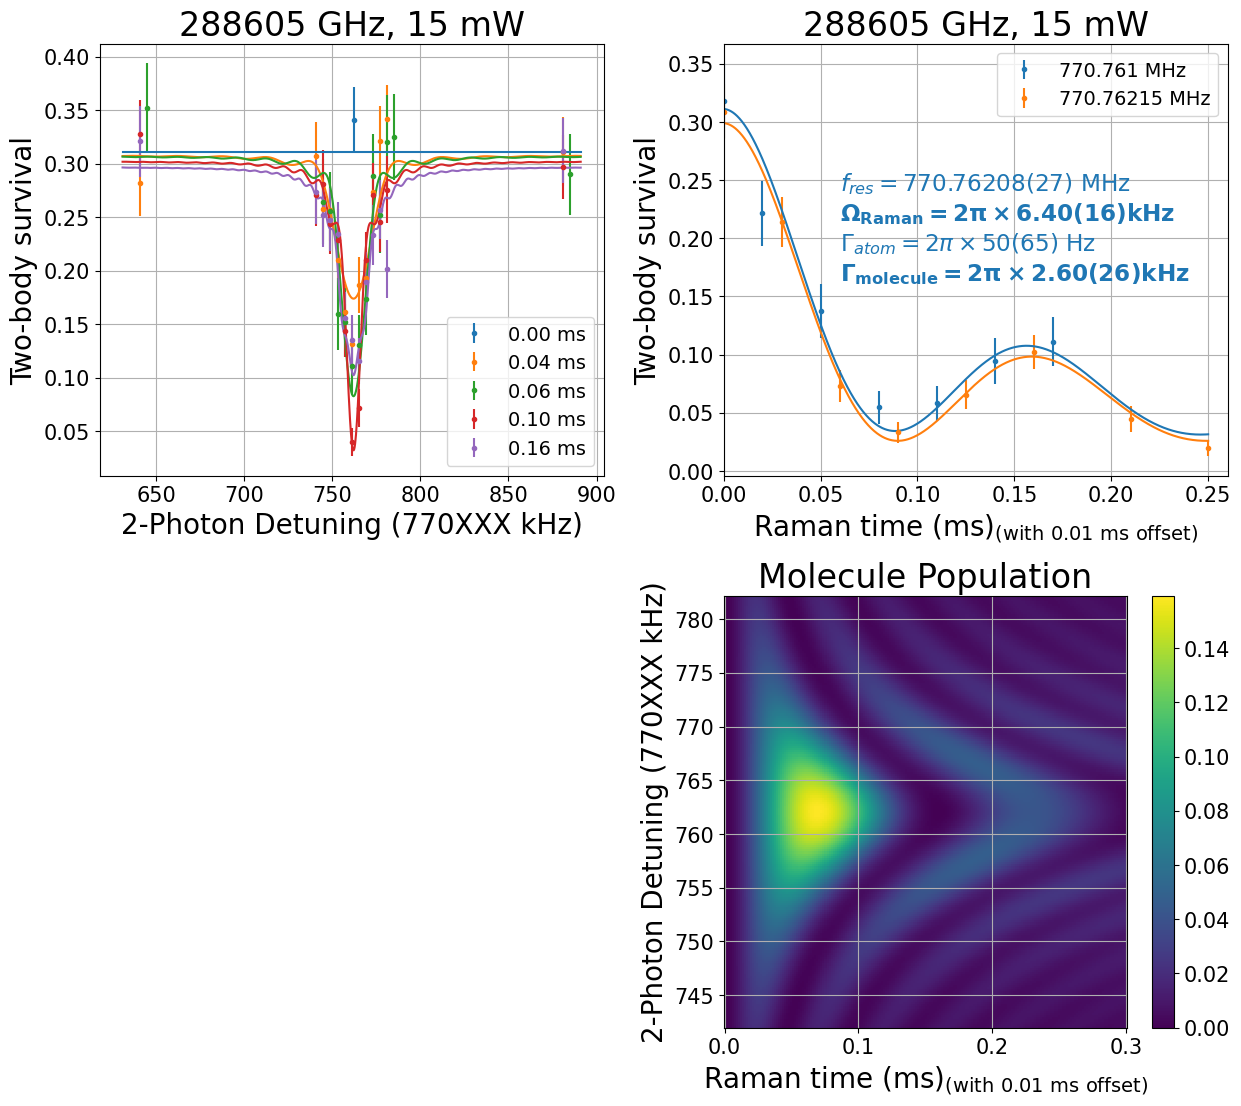 288605 GHz, 15 mW
Two-body survival
0.40
0.35
0.30
0.25
0.20
0.15
0.10
0.05
0.00 ms
0.04 ms
0.06 ms
0.10 ms
0.16 ms
650
700
750
800
850
900
2-Photon Detuning (770XXX kHz)
288605 GHz, 15 mW
Two-body survival
0.35
0.30
0.25
0.20
0.15
0.10
0.05
0.00
770.761 MHz
770.76215 MHz
f_res = 770.76208(27) MHz
Ω_Raman = 2π × 6.40(16)kHz
Γ_atom = 2π × 50(65) Hz
Γ_molecule = 2π × 2.60(26)kHz
0.00
0.05
0.10
0.15
0.20
0.25
Raman time (ms)(with 0.01 ms offset)
Molecule Population
2-Photon Detuning (770XXX kHz)
780
775
770
765
760
755
750
745
0.0
0.1
0.2
0.3
Raman time (ms)(with 0.01 ms offset)
0.14
0.12
0.10
0.08
0.06
0.04
0.02
0.00